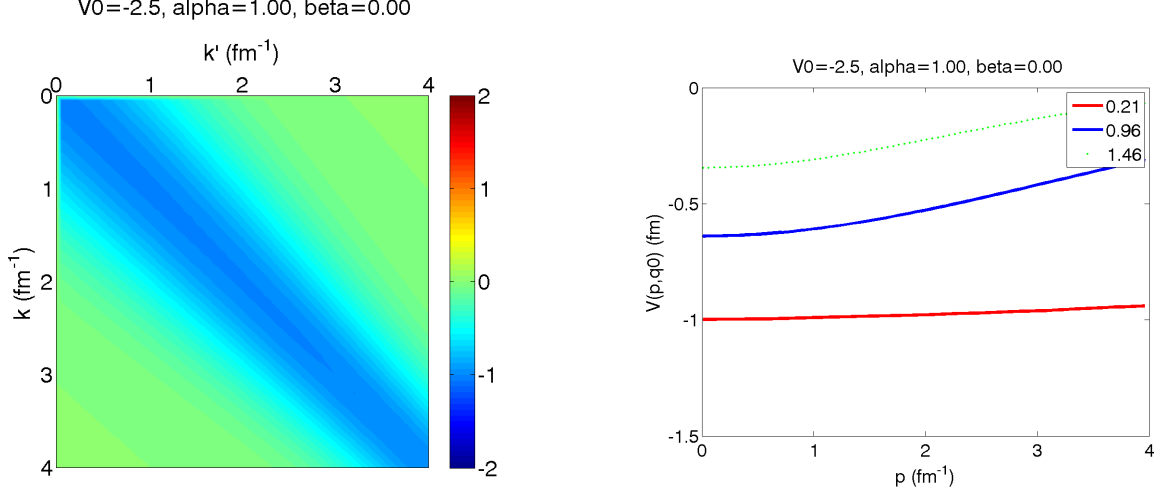 V0=-2.5, alpha=1.00, beta=0.00
k' (fm-1)
0 1 2 3 4
0
1
2
3
4
k (fm-1)
2
1
0
-1
-2
V0=-2.5, alpha=1.00, beta=0.00
0
-0.5
-1
-1.5
V(p,q0) (fm)
0.21
0.96
1.46
0 1 2 3 4
p (fm-1)